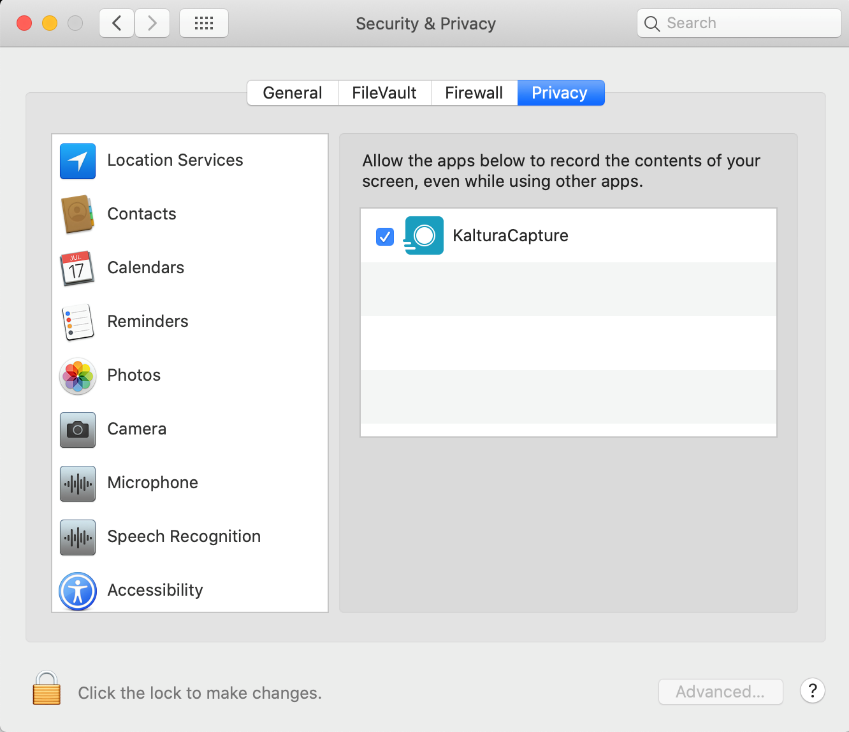 Security & Privacy
Search
General
FileVault
Firewall
Privacy
Location Services
Contacts
JUL
17
Calendars
Reminders
Photos
Camera
Microphone
Speech Recognition
Accessibility
Allow the apps below to record the contents of your
screen, even while using other apps.
KalturaCapture
Click the lock to make changes.
Advanced...
?